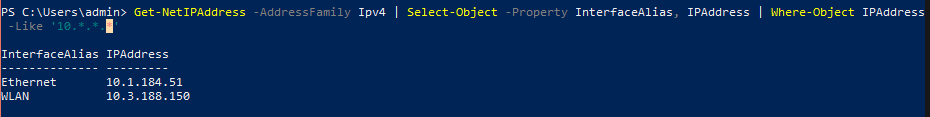 PS C:\Users\admin> Get-NetIPAddress -AddressFamily Ipv4 | Select-Object -Property InterfaceAlias, IPAddress | Where-Object IPAddress
-Like '10.*.*.*'
InterfaceAlias IPAddress
-------------- ---------
Ethernet 10.1.184.51
WLAN 10.3.188.150